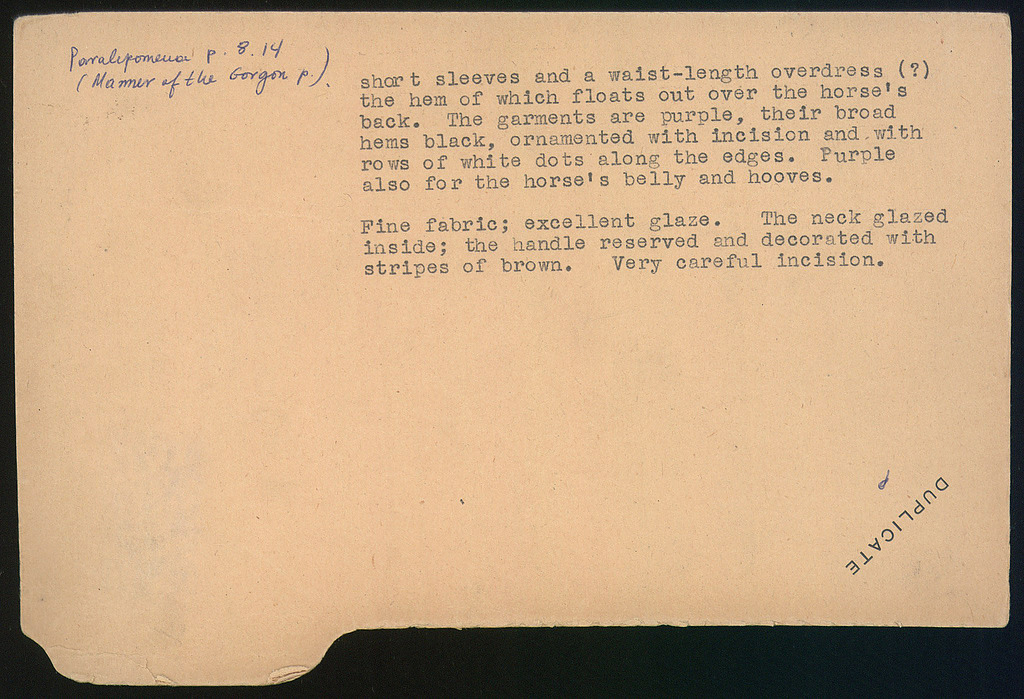 Paralipomena p. 8.14
(Manner of the Gorgon p.).
short sleeves and a waist-length overdress (?)
the hem of which floats out over the horse's
back. The garments are purple, their broad
hems black, ornamented with incision and with
rows of white dots along the edges. Purple
also for the horse's belly and hooves.
Fine fabric; excellent glaze. The neck glazed
inside; the handle reserved and decorated with
stripes of brown. Very careful incision.
DUPLICATE